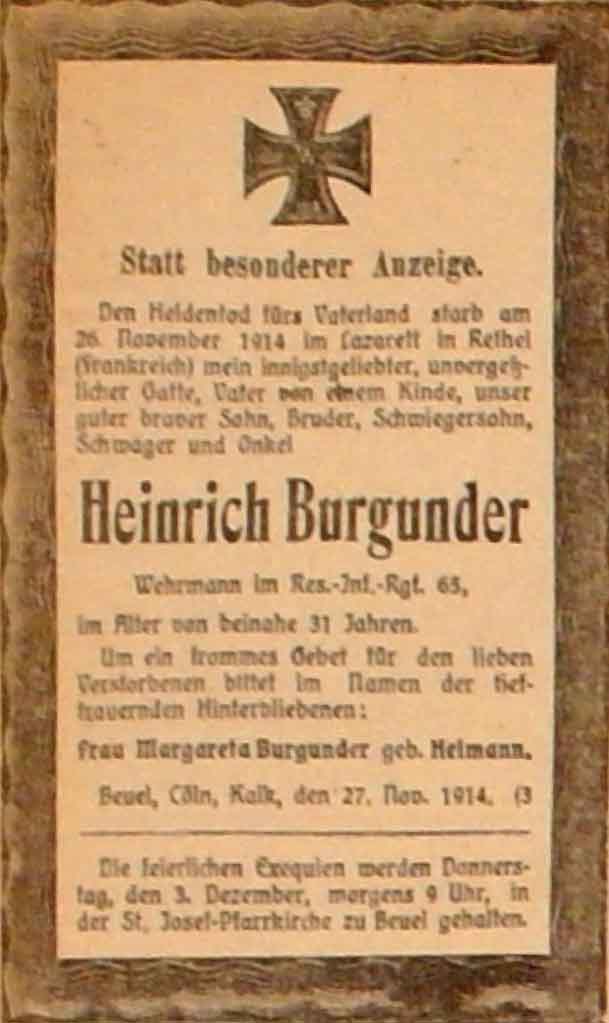 Statt besonderer Anzeige.
Den Heldentod fürs Vaterland starb am
26. November 1914 im Lazarett in Rethel
(Frankreich) mein innigstgeliebter, unvergeß-
licher Gatte, Vater von einem Kinde, unser
guter braver Sohn, Bruder, Schwiegersohn,
Schwager und Onkel
Heinrich Burgunder
Wehrmann im Res.-Inf.-Rgt. 65,
im Alter von beinahe 31 Jahren.
Um ein frommes Gebet für den lieben
Verstorbenen bittet im Namen der tief-
trauernden Hinterbliebenen:
Frau Margareta Burgunder geb. Heimann.
Beuel, Cöln, Kalk, den 27. Nov. 1914. (3
Die feierlichen Exequien werden Donners-
tag, den 3. Dezember, morgens 9 Uhr, in
der St. Josef-Pfarrkirche zu Beuel gehalten.